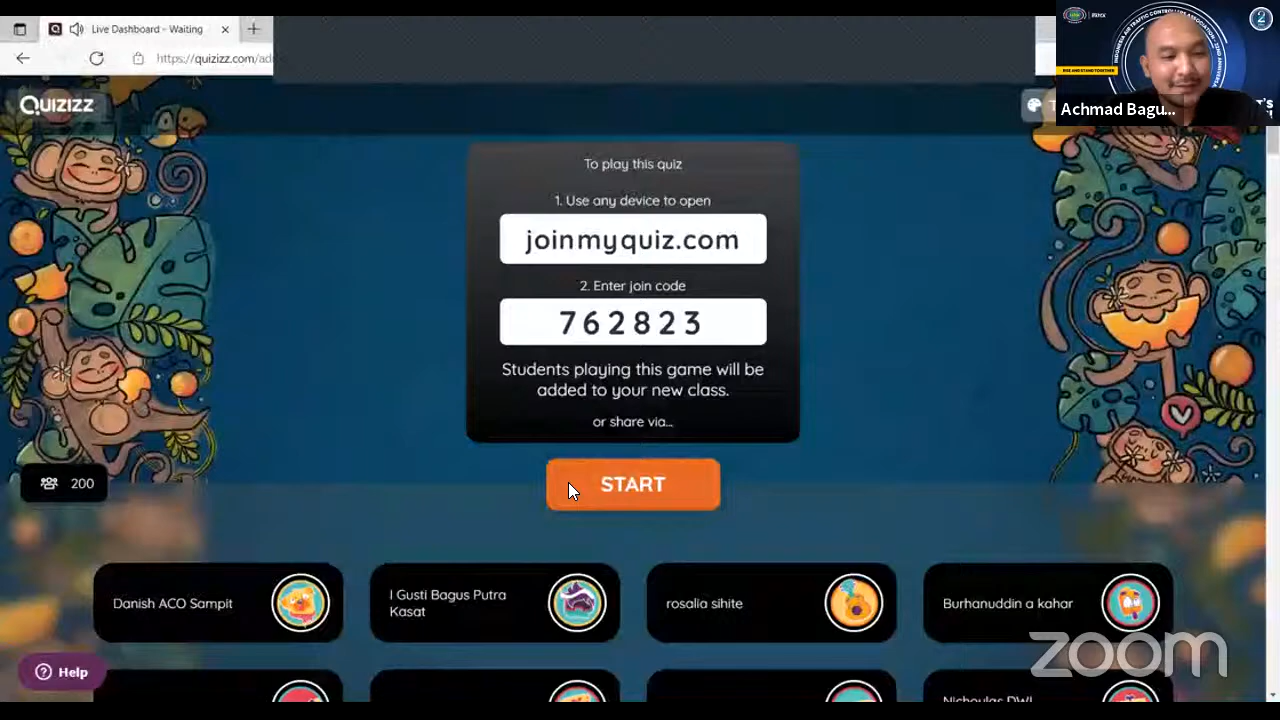 Live Dashboard - Waiting
https://quizizz.com/ad
QUIZIZZ
Achmad Bagu...
To play this quiz
1. Use any device to open
joinmyquiz.com
2. Enter join code
762823
Students playing this game will be
added to your new class.
or share via...
200
START
Danish ACO Sampit
I Gusti Bagus Putra
Kasat
rosalia sihite
Burhanuddin a kahar
Help
Nicholas DWI
zoom